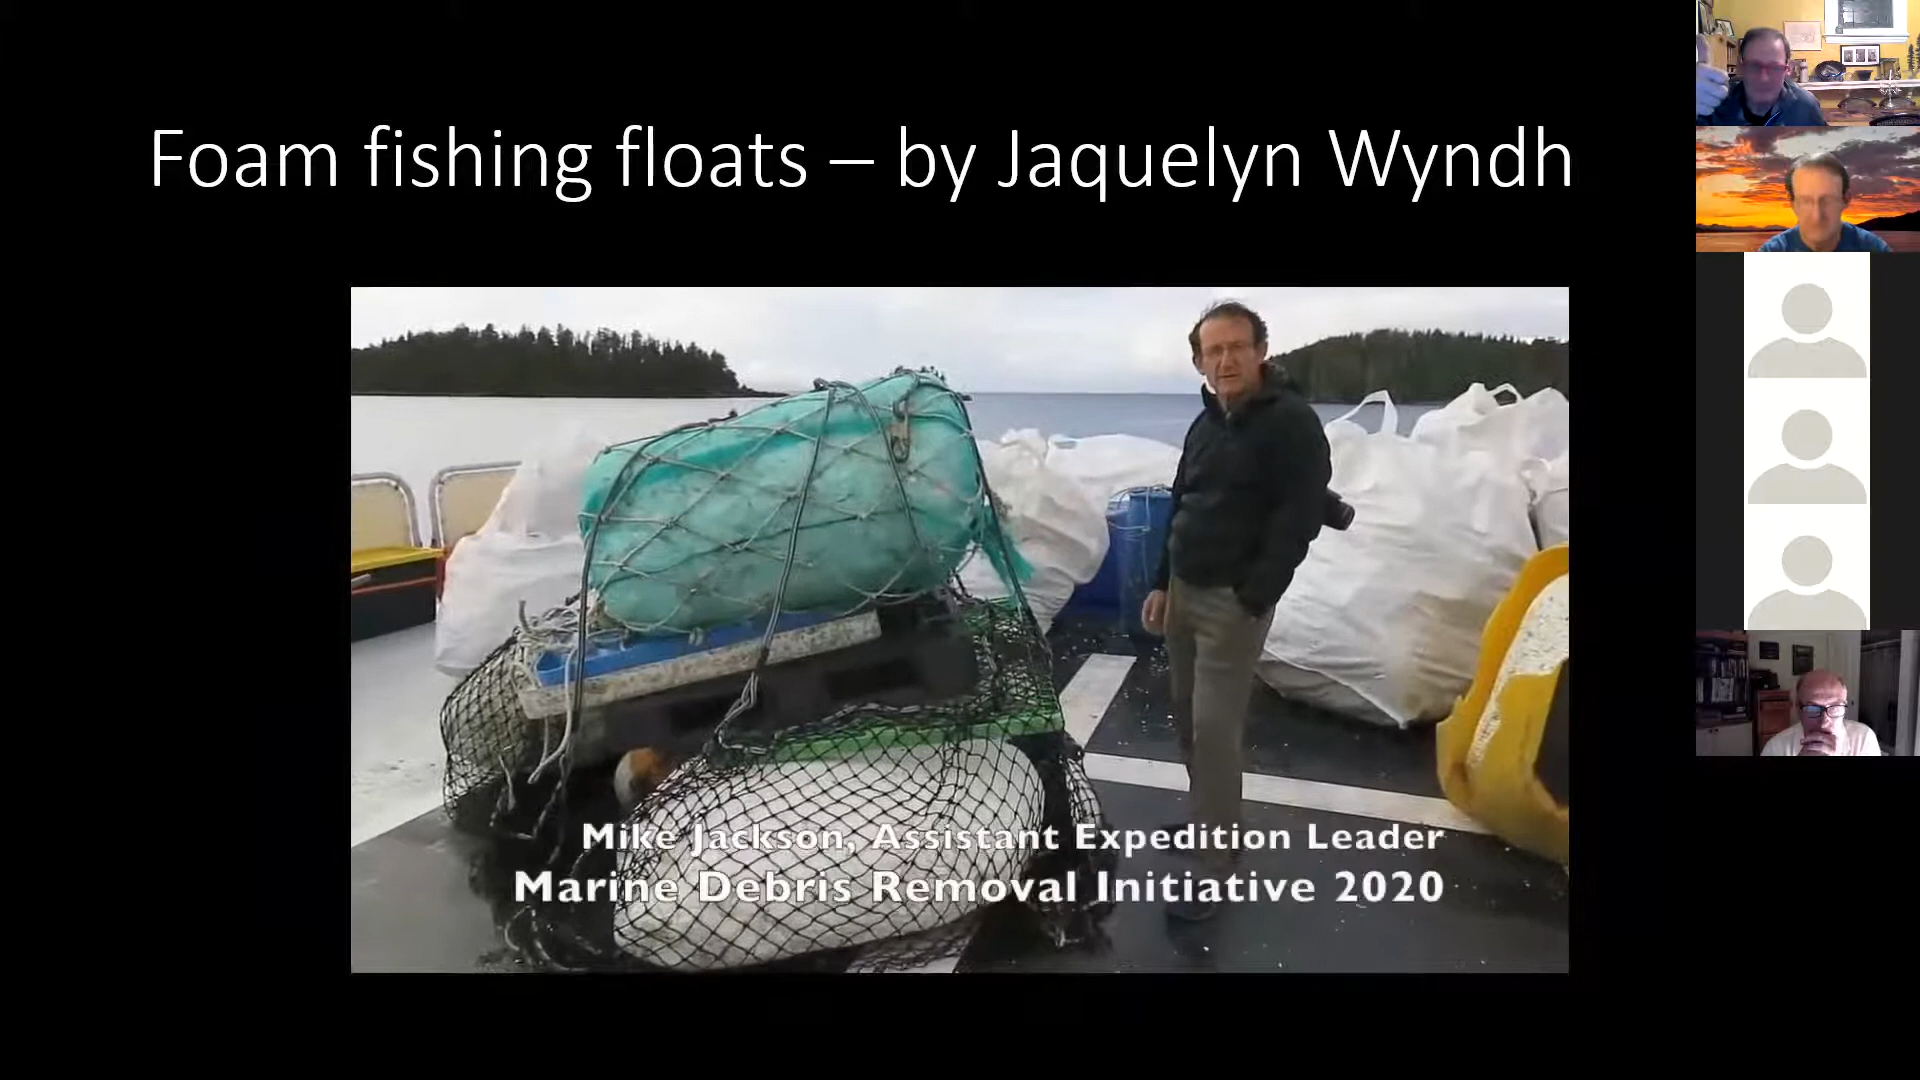 Foam fishing floats – by Jaquelyn Wyndh
Mike Jackson, Assistant Expedition Leader
Marine Debris Removal Initiative 2020